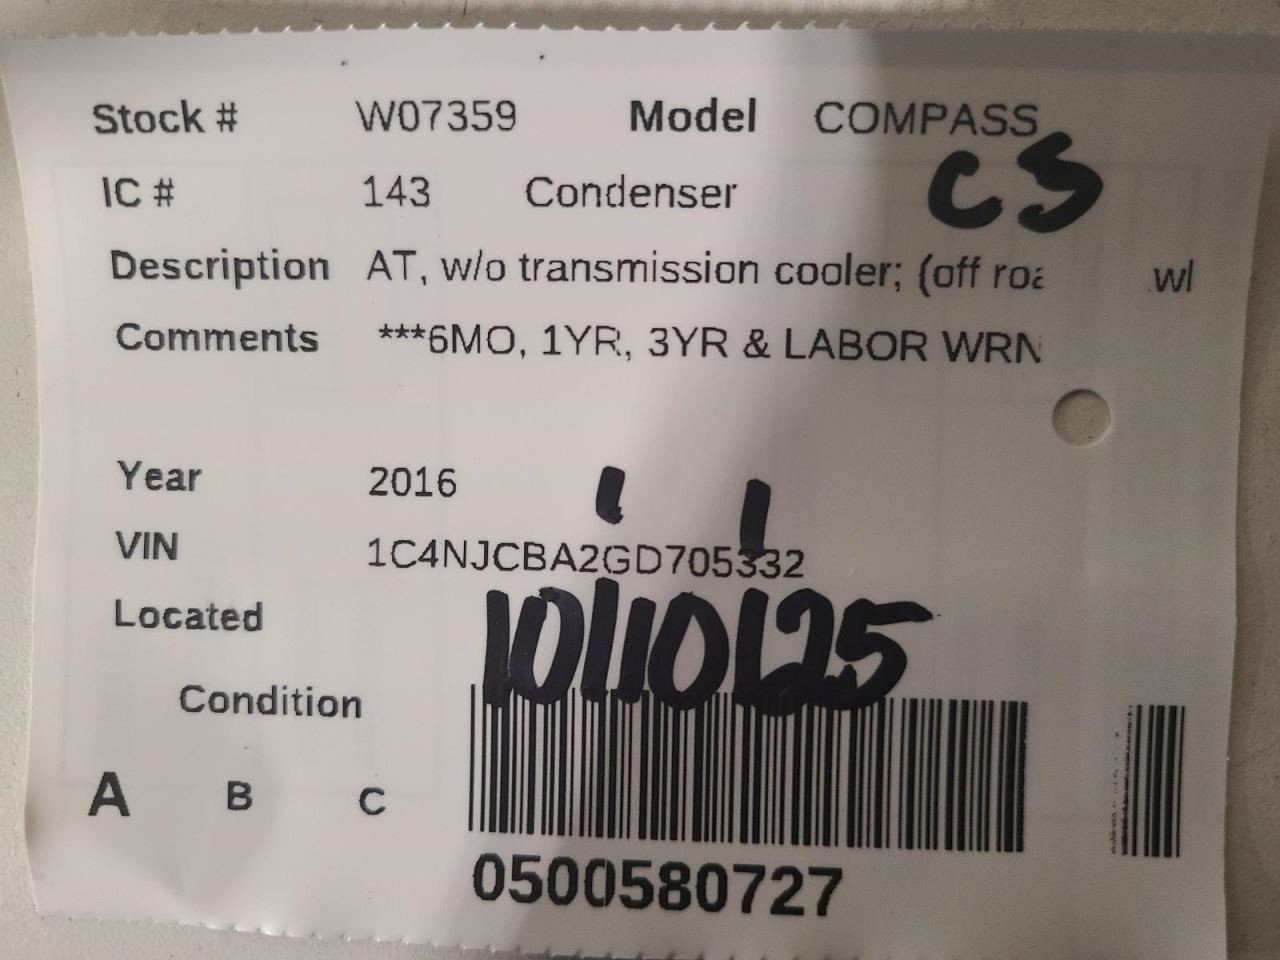 Stock # W07359 Model COMPASS
CS
IC # 143 Condenser
Description AT, w/o transmission cooler; (off roa wl
Comments ***6MO, 1YR, 3YR & LABOR WRN
Year 2016
VIN 1C4NJCBA2GD705332
Located
10/10/25
Condition
A B C
0500580727